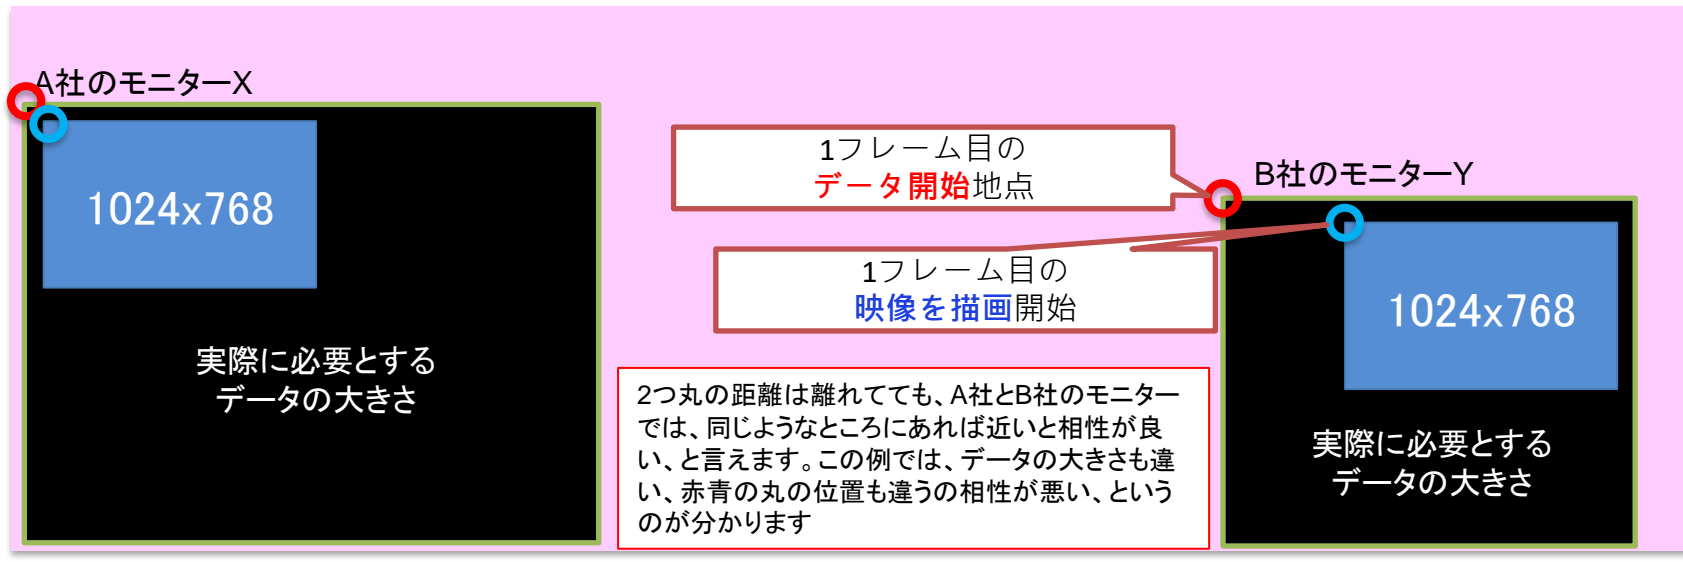 A社のモニターX
1024x768
実際に必要とする
データの大きさ
1フレーム目の
データ開始地点
1フレーム目の
映像を描画開始
2つ丸の距離は離れてても、A社とB社のモニター
では、同じようなところにあれば近いと相性が良
い、と言えます。この例では、データの大きさも違
い、赤青の丸の位置も違うの相性が悪い、という
のが分かります
B社のモニターY
1024x768
実際に必要とする
データの大きさ